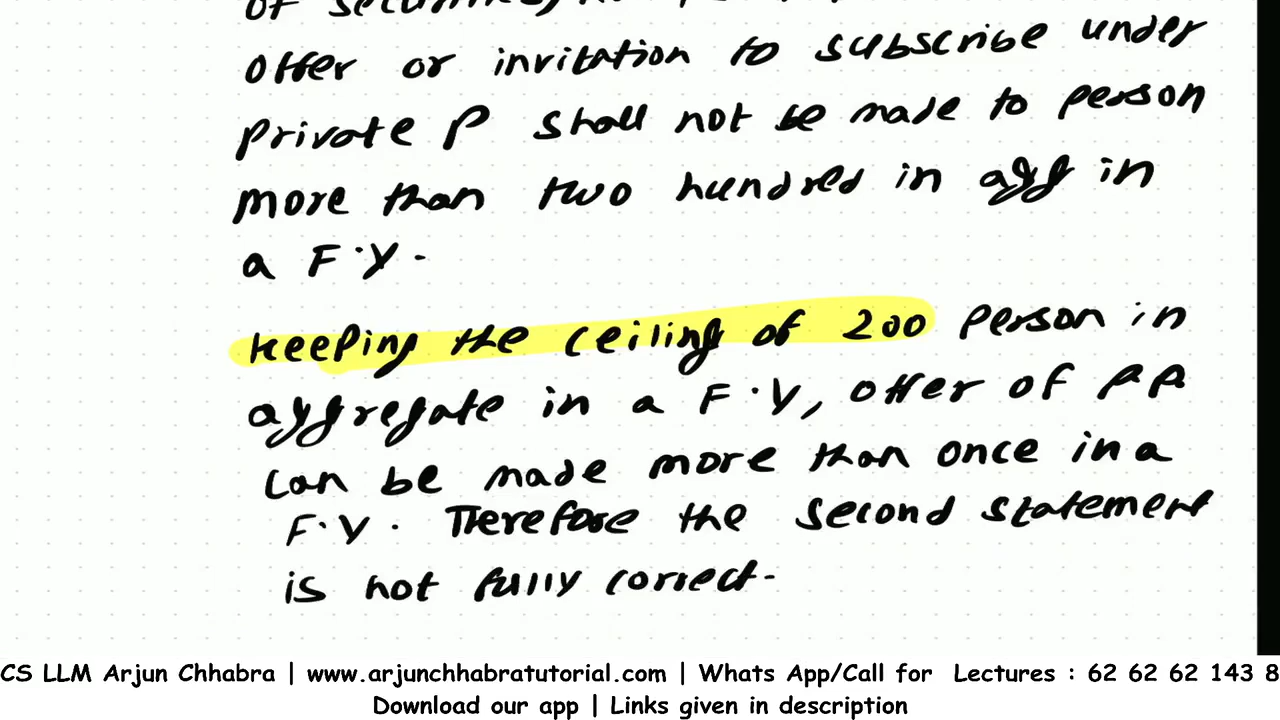 of
offer or invitation to subscribe under
private P shall not be made to person
more than two hundred in agg in
a F.Y.
keeping the ceiling of 200 person in
aggregate in a F.Y, offer of PP
can be made more than once in a
F.Y. Therefore the second statement
is not fully correct.
CS LLM Arjun Chhabra | www.arjunchhabratutorial.com | Whats App/Call for Lectures : 62 62 62 143 8
Download our app | Links given in description